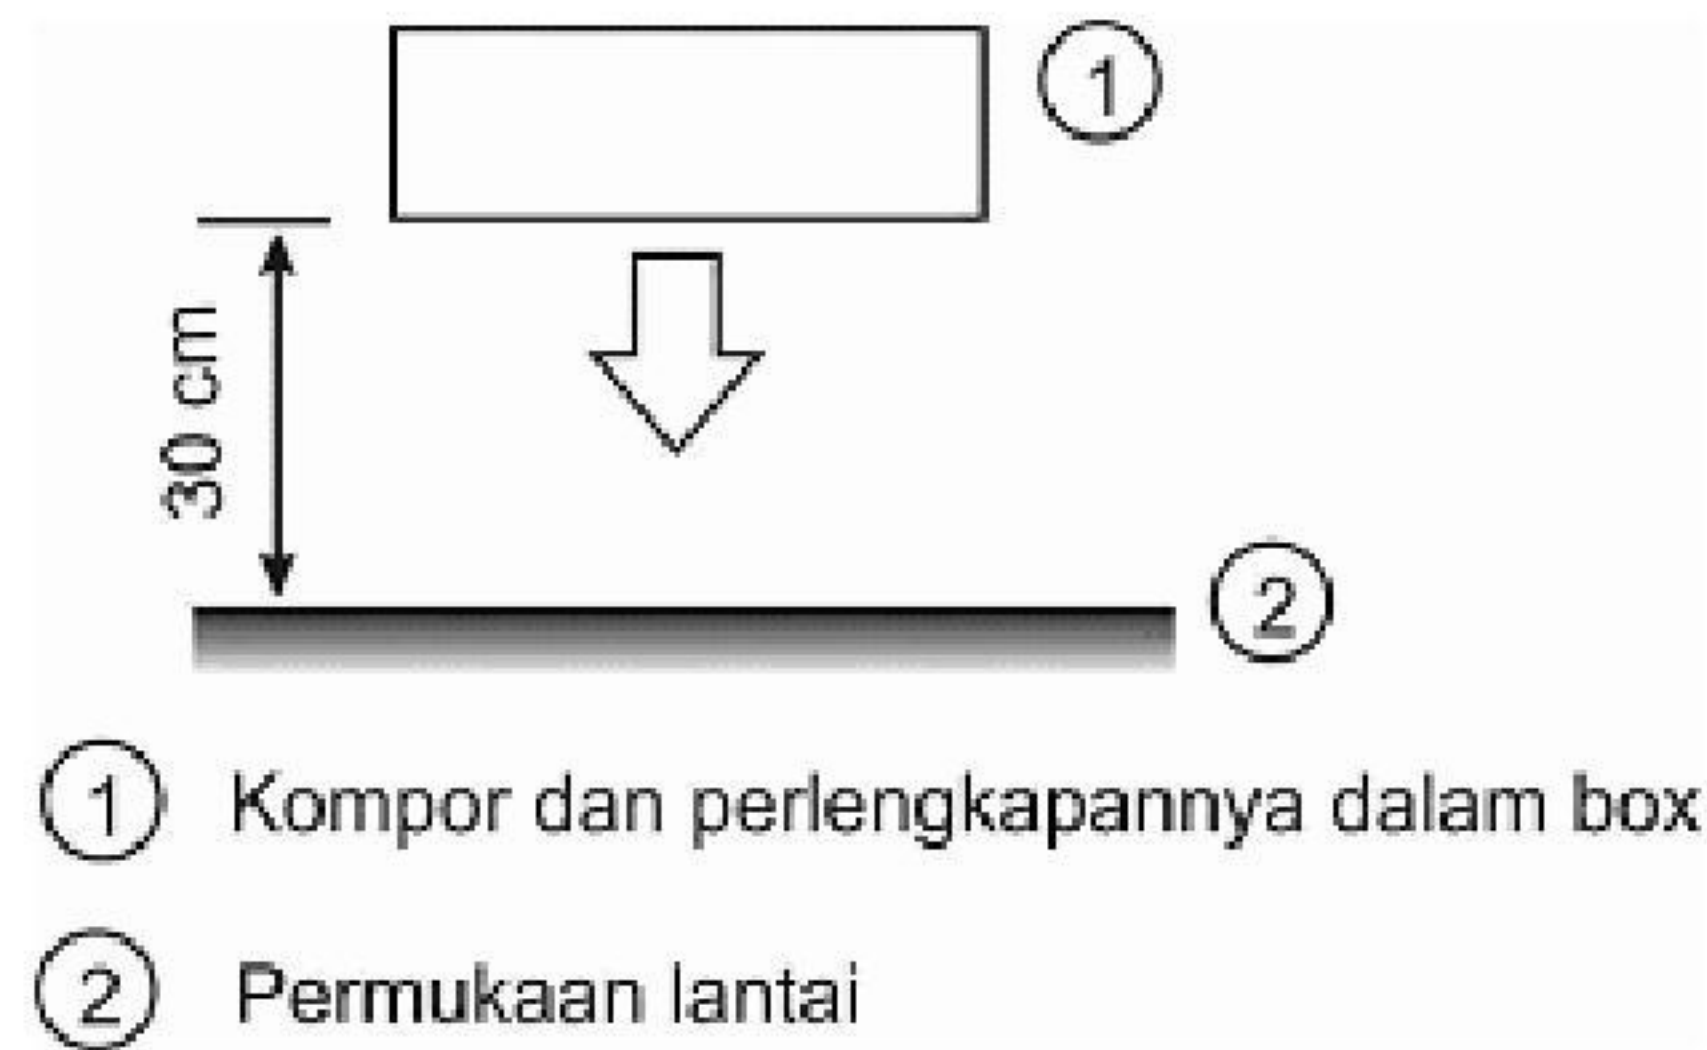 1
30 cm
2
1 Kompor dan perlengkapannya dalam box
2 Permukaan lantai